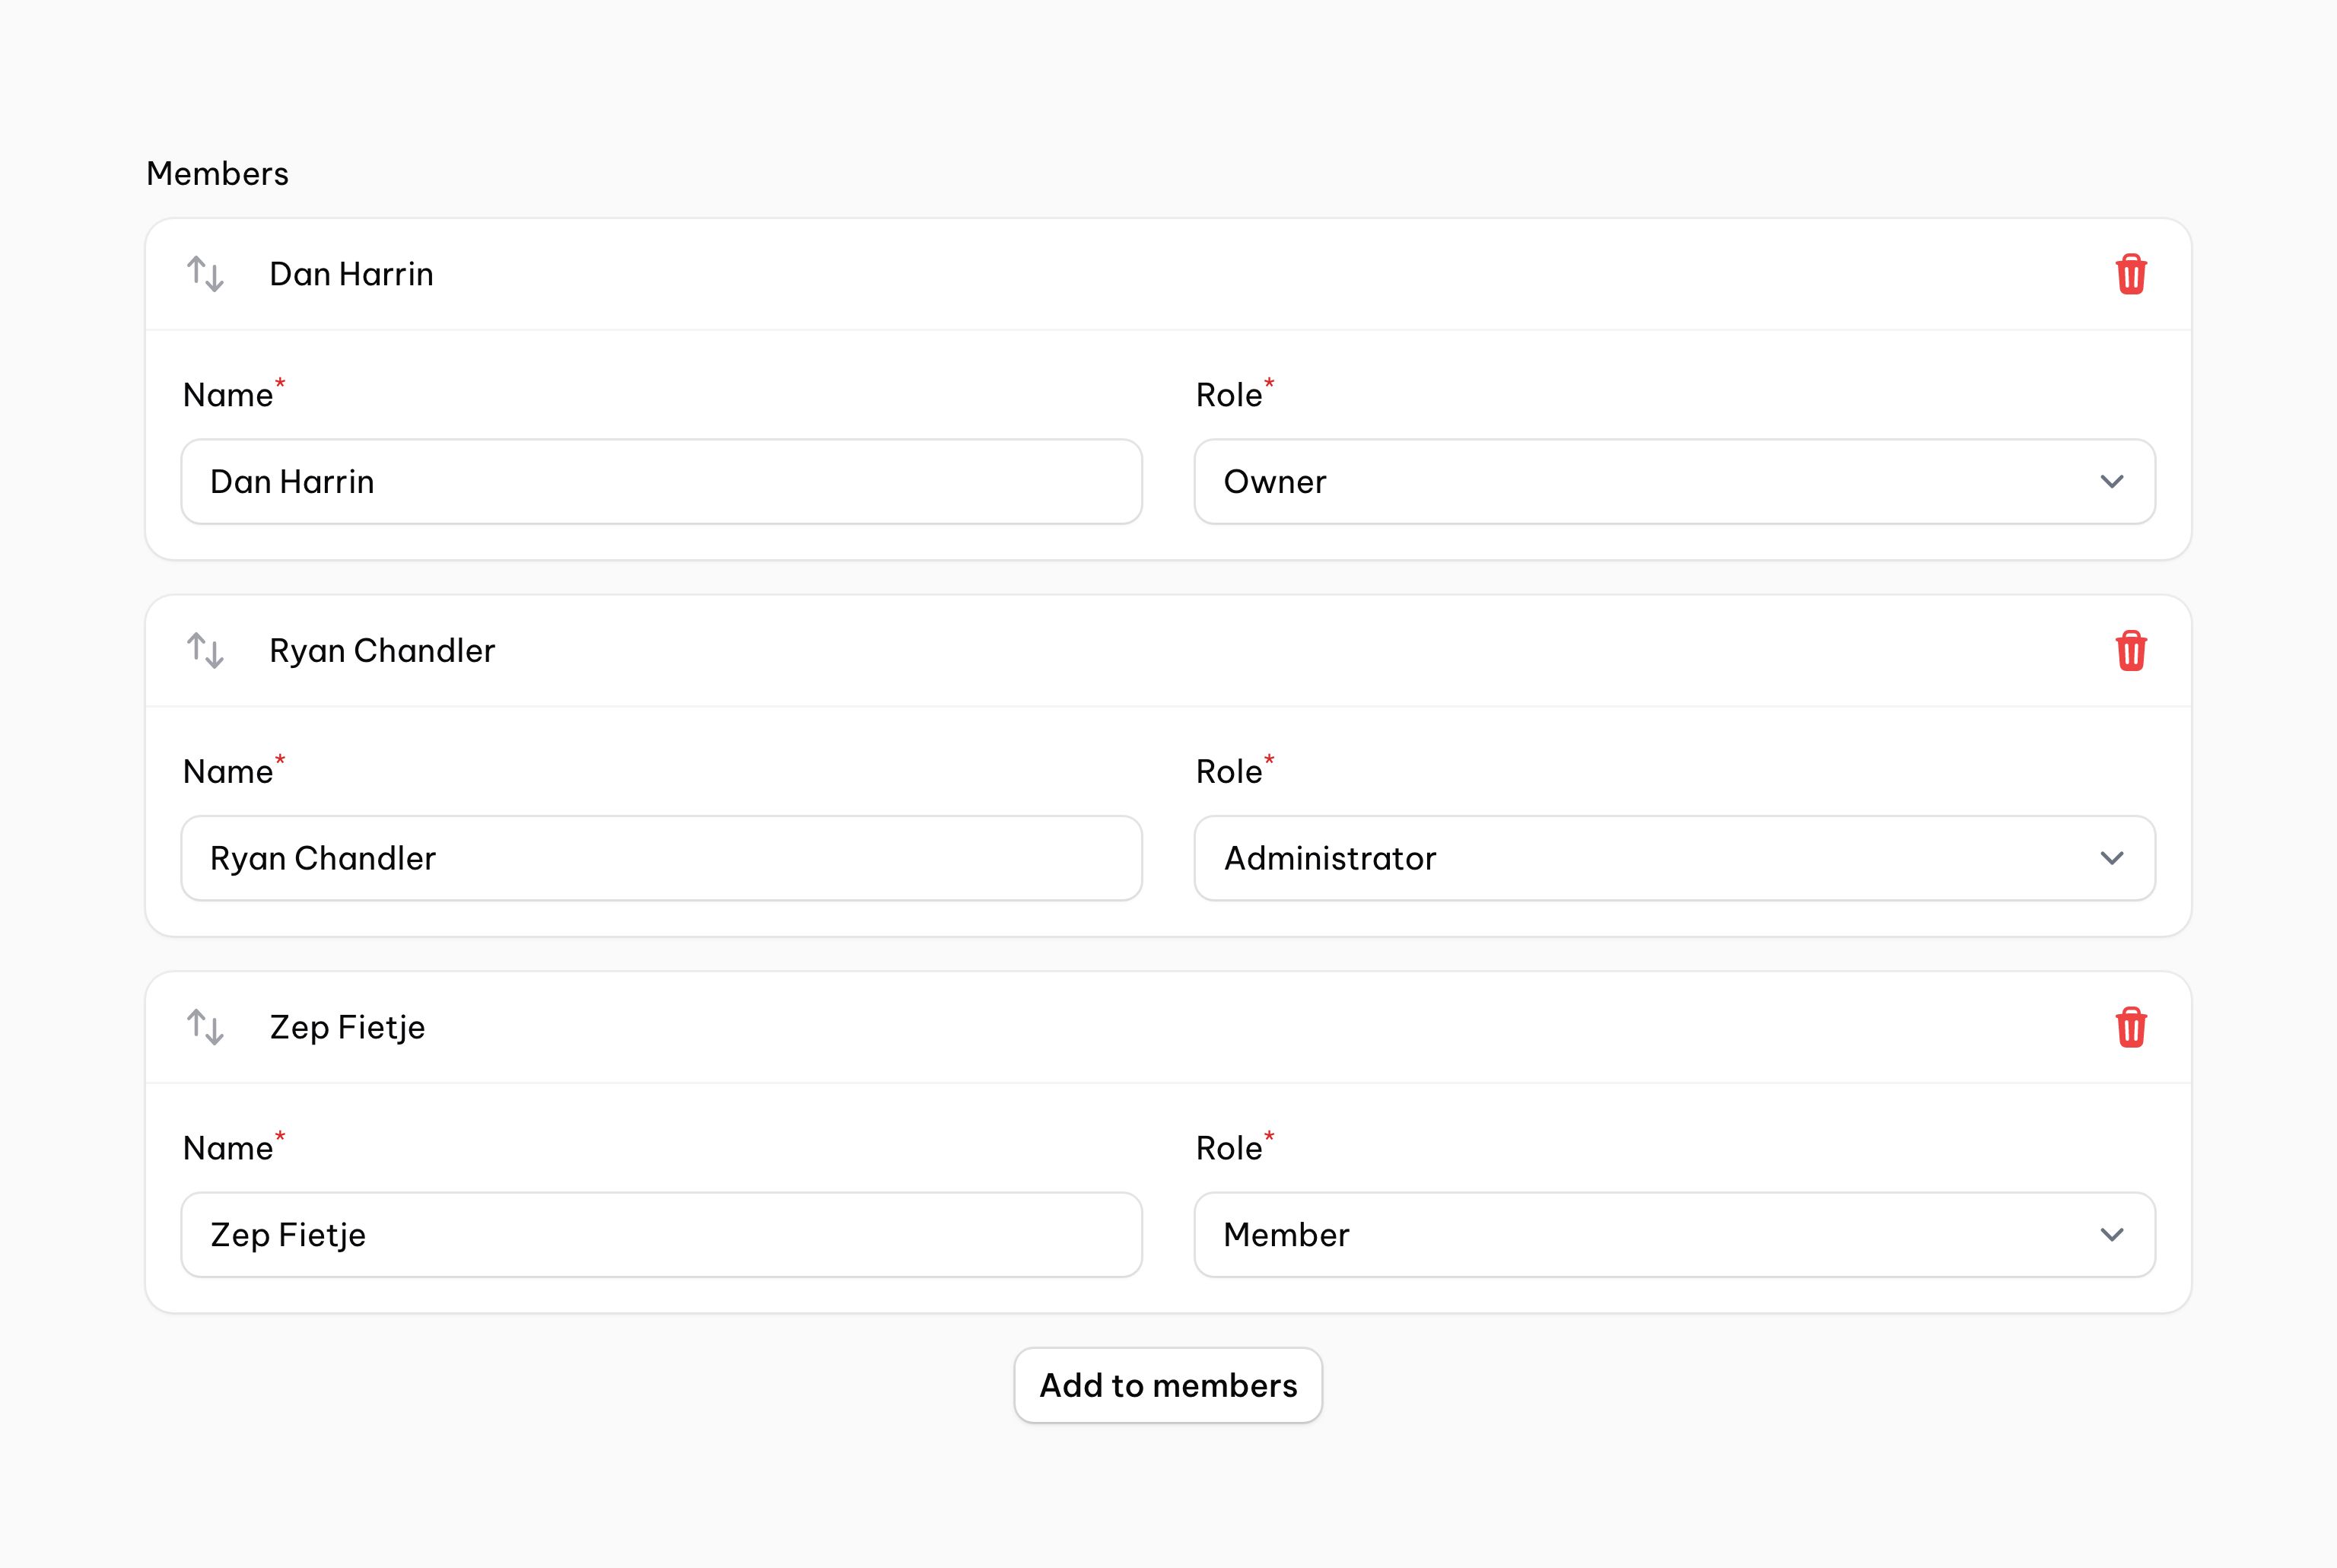 Members
Dan Harrin
Name* Role*
Dan Harrin Owner
Ryan Chandler
Name* Role*
Ryan Chandler Administrator
Zep Fietje
Name* Role*
Zep Fietje Member
Add to members